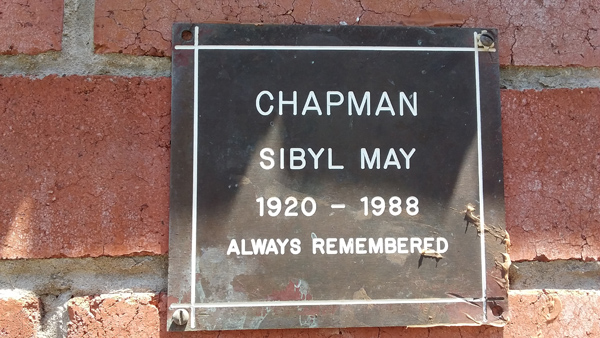 CHAPMAN
SIBYL MAY
1920 – 1988
ALWAYS REMEMBERED